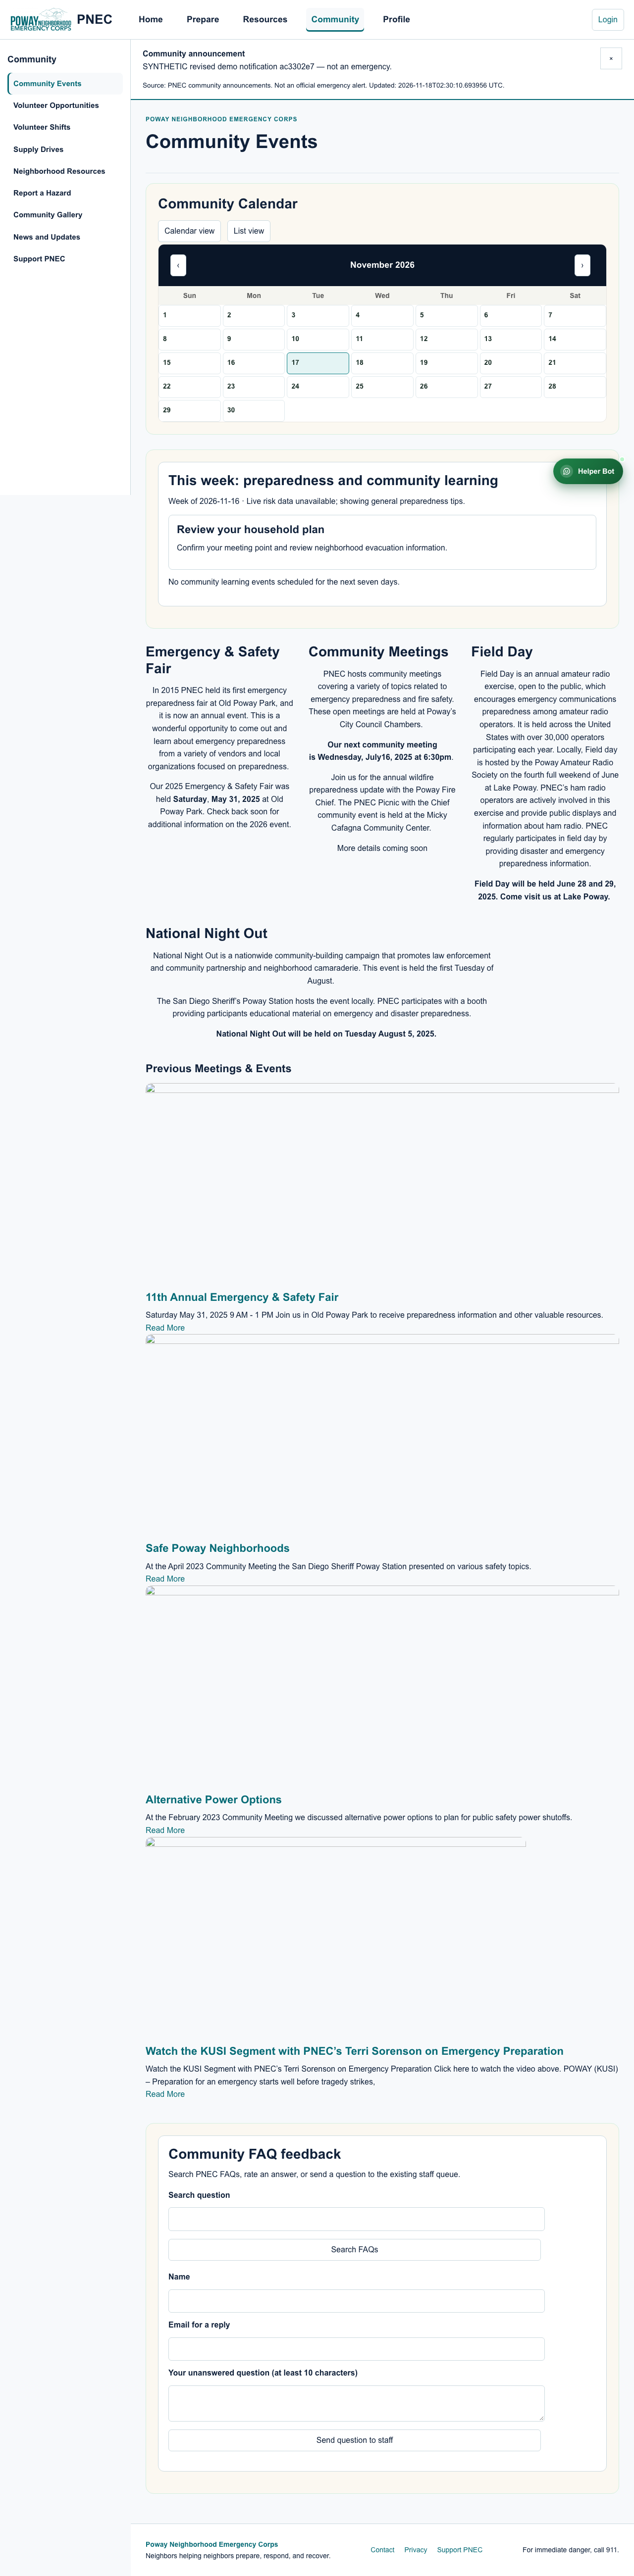 POWAY NEIGHBORHOOD
EMERGENCY CORPS
PNEC
Home
Prepare
Resources
Community
Profile
Login
Community
Community Events
Volunteer Opportunities
Volunteer Shifts
Supply Drives
Neighborhood Resources
Report a Hazard
Community Gallery
News and Updates
Support PNEC
Community announcement
SYNTHETIC revised demo notification ac3302e7 — not an emergency.
Source: PNEC community announcements. Not an official emergency alert. Updated: 2026-11-18T02:30:10.693956 UTC.
×
POWAY NEIGHBORHOOD EMERGENCY CORPS
Community Events
Community Calendar
Calendar view
List view
‹
November 2026
›
Sun Mon Tue Wed Thu Fri Sat
1 2 3 4 5 6 7
8 9 10 11 12 13 14
15 16 17 18 19 20 21
22 23 24 25 26 27 28
29 30
Helper Bot
This week: preparedness and community learning
Week of 2026-11-16 · Live risk data unavailable; showing general preparedness tips.
Review your household plan
Confirm your meeting point and review neighborhood evacuation information.
No community learning events scheduled for the next seven days.
Emergency & Safety
Fair
In 2015 PNEC held its first emergency
preparedness fair at Old Poway Park, and
it is now an annual event. This is a
wonderful opportunity to come out and
learn about emergency preparedness
from a variety of vendors and local
organizations focused on preparedness.
Our 2025 Emergency & Safety Fair was
held Saturday, May 31, 2025 at Old
Poway Park. Check back soon for
additional information on the 2026 event.
Community Meetings
PNEC hosts community meetings
covering a variety of topics related to
emergency preparedness and fire safety.
These open meetings are held at Poway's
City Council Chambers.
Our next community meeting
is Wednesday, July16, 2025 at 6:30pm.
Join us for the annual wildfire
preparedness update with the Poway Fire
Chief. The PNEC Picnic with the Chief
community event is held at the Micky
Cafagna Community Center.
More details coming soon
Field Day
Field Day is an annual amateur radio
exercise, open to the public, which
encourages emergency communications
preparedness among amateur radio
operators. It is held across the United
States with over 30,000 operators
participating each year. Locally, Field day
is hosted by the Poway Amateur Radio
Society on the fourth full weekend of June
at Lake Poway. PNEC's ham radio
operators are actively involved in this
exercise and provide public displays and
information about ham radio. PNEC
regularly participates in field day by
providing disaster and emergency
preparedness information.
Field Day will be held June 28 and 29,
2025. Come visit us at Lake Poway.
National Night Out
National Night Out is a nationwide community-building campaign that promotes law enforcement
and community partnership and neighborhood camaraderie. This event is held the first Tuesday of
August.
The San Diego Sheriff's Poway Station hosts the event locally. PNEC participates with a booth
providing participants educational material on emergency and disaster preparedness.
National Night Out will be held on Tuesday August 5, 2025.
Previous Meetings & Events
11th Annual Emergency & Safety Fair
Saturday May 31, 2025 9 AM - 1 PM Join us in Old Poway Park to receive preparedness information and other valuable resources.
Read More
Safe Poway Neighborhoods
At the April 2023 Community Meeting the San Diego Sheriff Poway Station presented on various safety topics.
Read More
Alternative Power Options
At the February 2023 Community Meeting we discussed alternative power options to plan for public safety power shutoffs.
Read More
Watch the KUSI Segment with PNEC's Terri Sorenson on Emergency Preparation
Watch the KUSI Segment with PNEC's Terri Sorenson on Emergency Preparation Click here to watch the video above. POWAY (KUSI)
– Preparation for an emergency starts well before tragedy strikes,
Read More
Community FAQ feedback
Search PNEC FAQs, rate an answer, or send a question to the existing staff queue.
Search question
Search FAQs
Name
Email for a reply
Your unanswered question (at least 10 characters)
Send question to staff
Poway Neighborhood Emergency Corps
Neighbors helping neighbors prepare, respond, and recover.
Contact
Privacy
Support PNEC
For immediate danger, call 911.